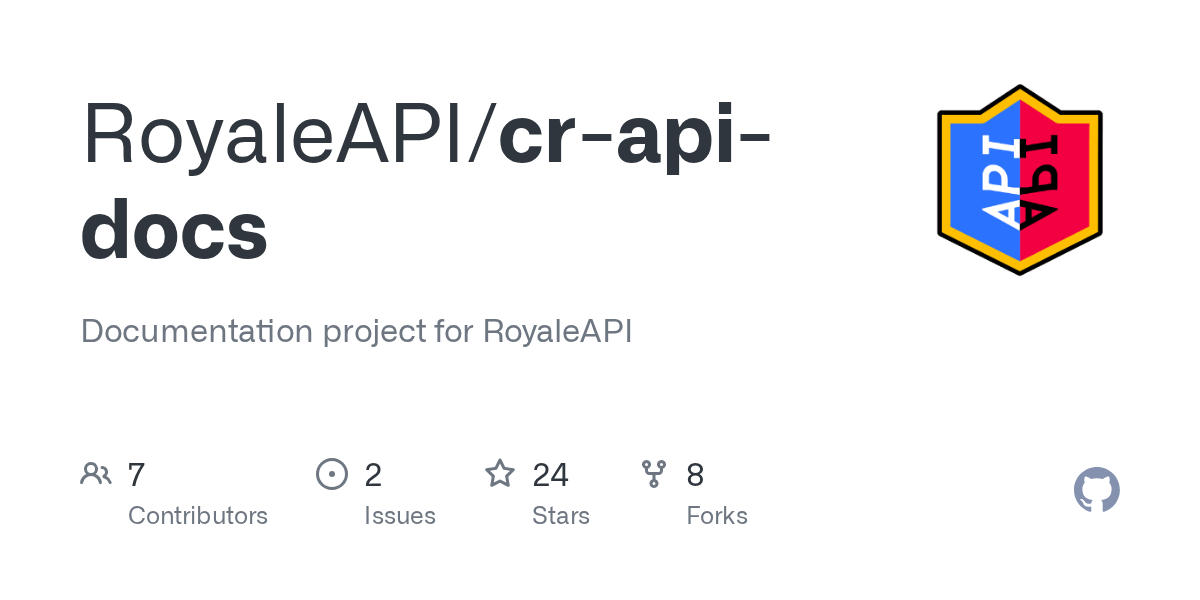 RoyaleAPI/cr-api-
docs
API
API
Documentation project for RoyaleAPI
7
Contributors
2
Issues
24
Stars
8
Forks